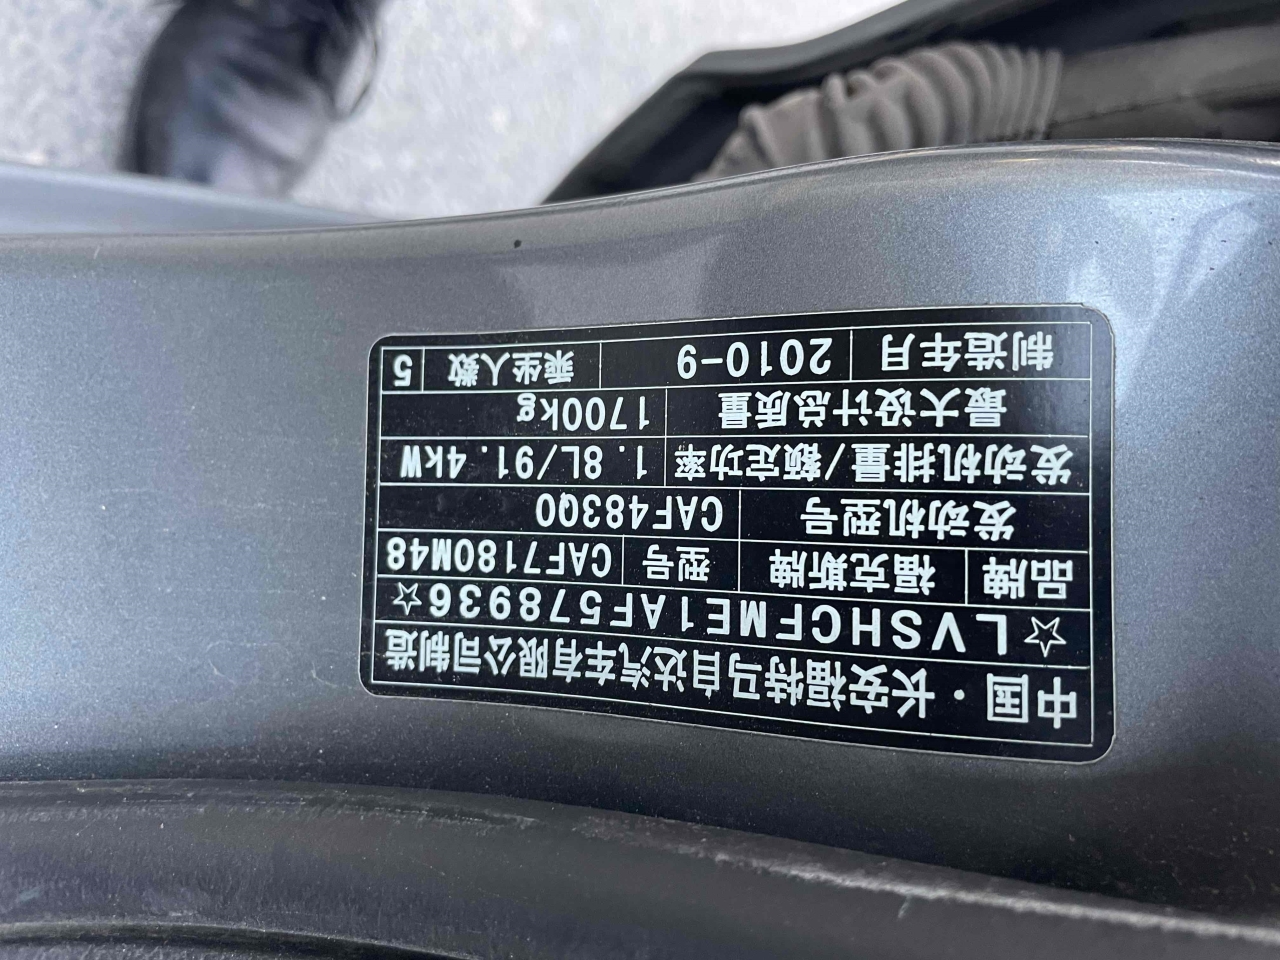 中国·长安福特马自达汽车有限公司制造
☆LVSHCFME1AF578936☆
品牌 福克斯牌 型号 CAF7180M48
发动机型号 CAF483Q0
发动机排量/额定功率 1.8L/91.4kW
最大设计总质量 1700kg
制造年月 2010-9 乘坐人数 5